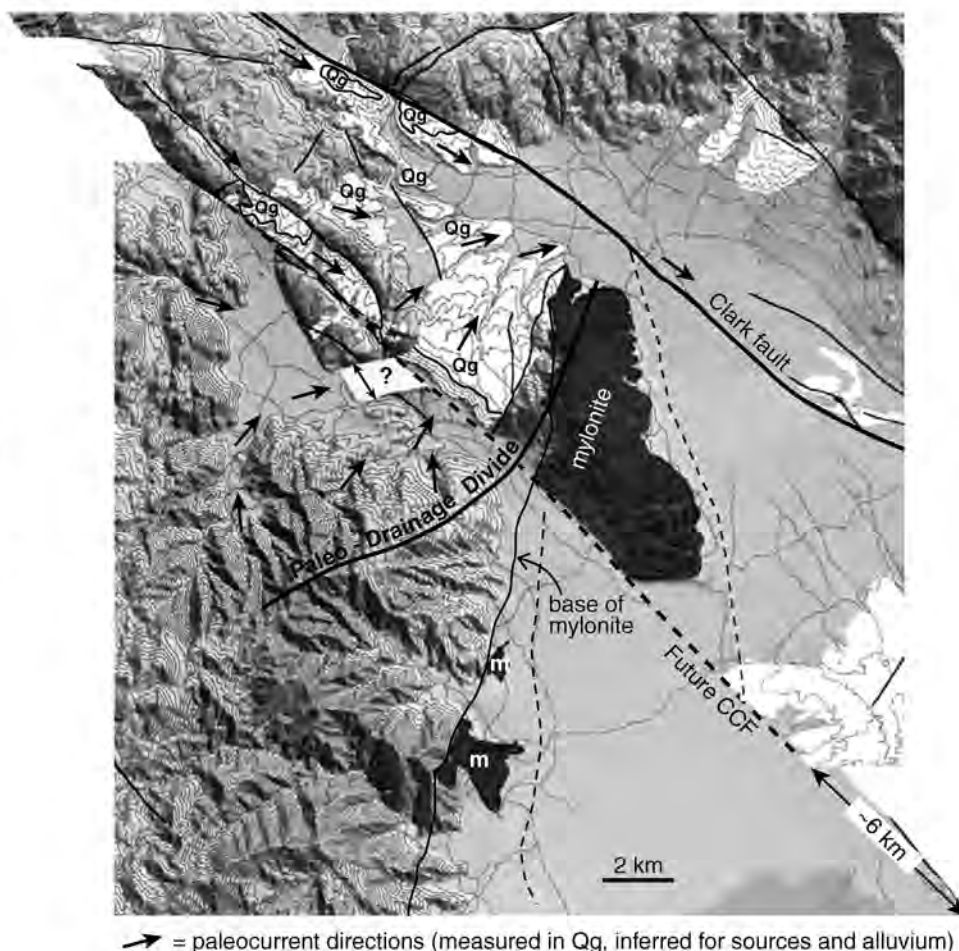 Qg
Qg
Qg
Qg
Qg
Qg
Qg
?
Clark fault
mylonite
Paleo - Drainage Divide
base of
mylonite
m
Future CCF
m
~6 km
2 km
= paleocurrent directions (measured in Qg, inferred for sources and alluvium)